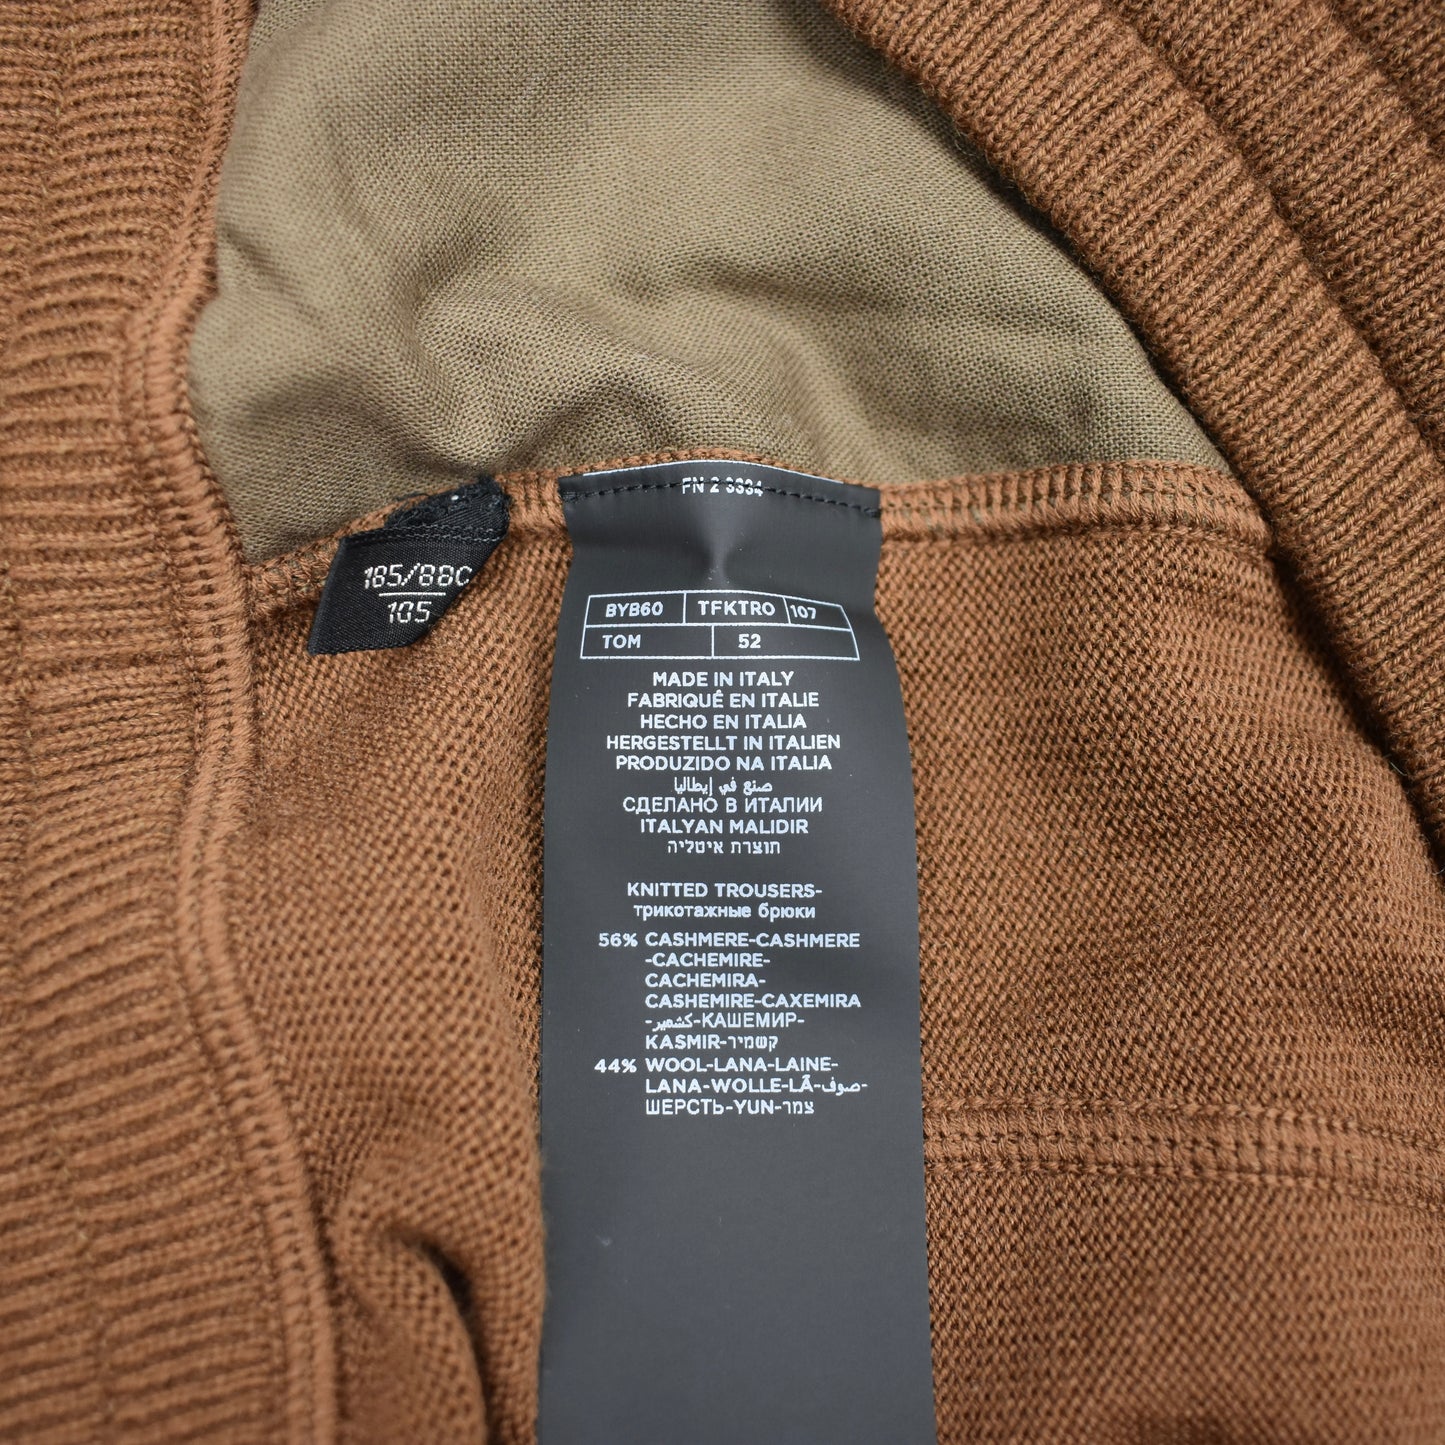 FN 2 3334
185/88C
105
BYB60 TFKTRO 107
TOM 52
MADE IN ITALY
FABRIQUÉ EN ITALIE
HECHO EN ITALIA
HERGESTELLT IN ITALIEN
PRODUZIDO NA ITALIA
صنع في إيطاليا
СДЕЛАНО В ИТАЛИИ
ITALYAN MALIDIR
תוצרת איטליה
KNITTED TROUSERS-
трикотажные брюки
56% CASHMERE-CASHMERE
-CACHEMIRE-
CACHEMIRA-
CASHEMIRE-CAXEMIRA
-كشمير-КАШЕМИР-
KASMIR-קשמיר
44% WOOL-LANA-LAINE-
LANA-WOLLE-LÃ-صوف-
ШЕРСТЬ-YUN-צמר